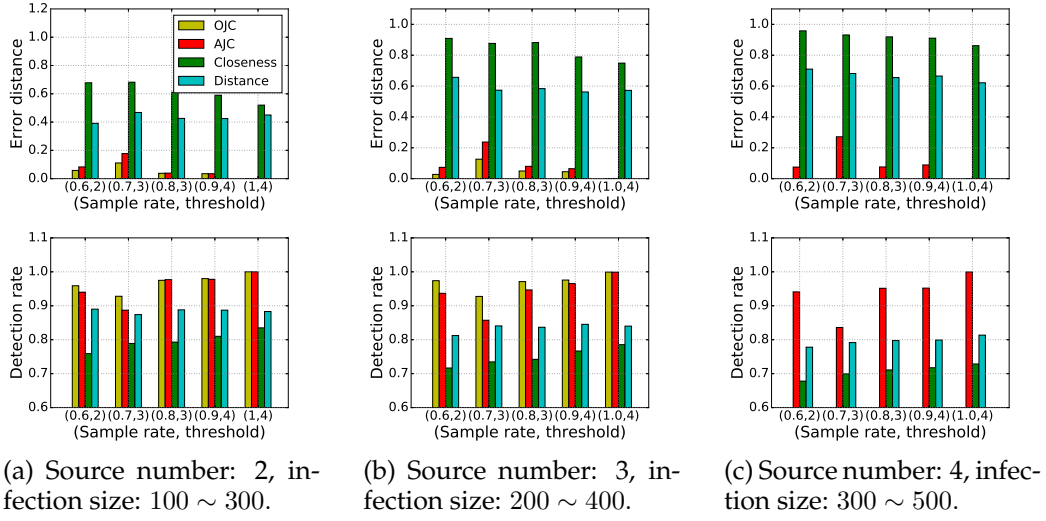 1.2
1.0
0.8
0.6
0.4
0.2
0.0
Error distance
OJC
AJC
Closeness
Distance
(0.6,2)(0.7,3)(0.8,3)(0.9,4) (1,4)
(Sample rate, threshold)
1.0
0.8
0.6
0.4
0.2
0.0
Error distance
(0.6,2)(0.7,3)(0.8,3)(0.9,4)(1.0,4)
(Sample rate, threshold)
1.0
0.8
0.6
0.4
0.2
0.0
Error distance
(0.6,2)(0.7,3)(0.8,3)(0.9,4)(1.0,4)
(Sample rate, threshold)
1.1
1.0
0.9
0.8
0.7
0.6
Detection rate
(0.6,2)(0.7,3)(0.8,3)(0.9,4) (1,4)
(Sample rate, threshold)
1.1
1.0
0.9
0.8
0.7
0.6
Detection rate
(0.6,2)(0.7,3)(0.8,3)(0.9,4)(1.0,4)
(Sample rate, threshold)
1.1
1.0
0.9
0.8
0.7
0.6
Detection rate
(0.6,2)(0.7,3)(0.8,3)(0.9,4)(1.0,4)
(Sample rate, threshold)
(a) Source number: 2, in-
fection size: 100 ∼ 300.
(b) Source number: 3, in-
fection size: 200 ∼ 400.
(c) Source number: 4, infec-
tion size: 300 ∼ 500.